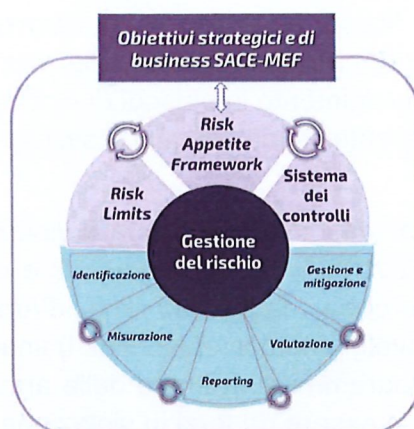 Obiettivi strategici e di
business SACE-MEF
Risk
Appetite
Framework
Risk
Limits
Sistema
dei
controlli
Gestione
del rischio
Identificazione
Gestione e
mitigazione
Misurazione
Valutazione
Reporting